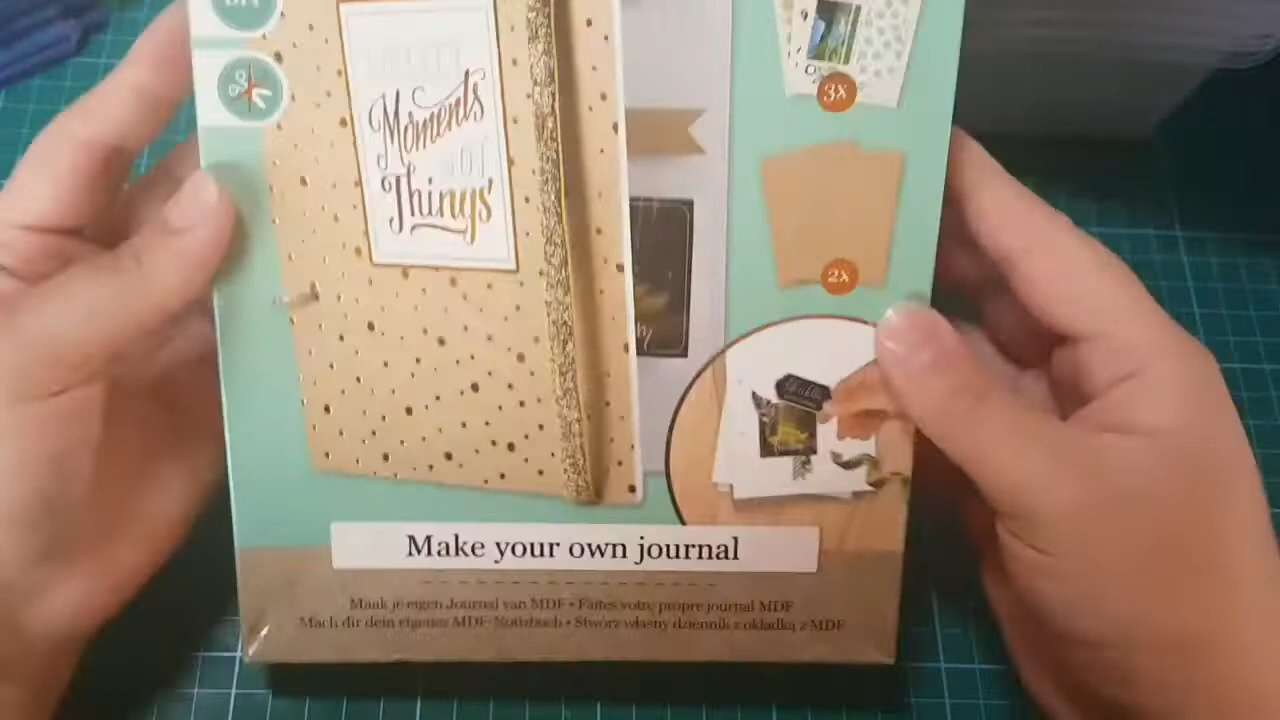 DIY
Moments
Things
3x
2x
Make your own journal
Maak je eigen Journal van MDF • Faites votre propre journal MDF
Mach dir dein eigenes MDF-Notizbuch • Stwórz własny dziennik z okładką z MDF